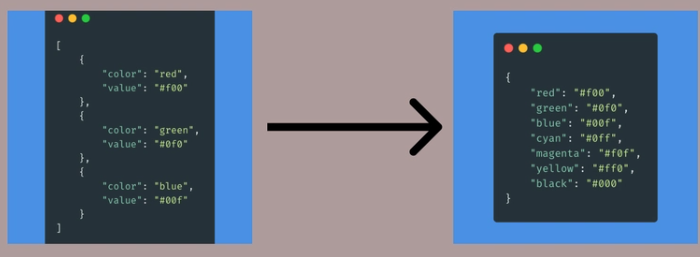 [
{
"color": "red",
"value": "#f00"
},
{
"color": "green",
"value": "#0f0"
},
{
"color": "blue",
"value": "#00f"
}
]
{
"red": "#f00",
"green": "#0f0",
"blue": "#00f",
"cyan": "#0ff",
"magenta": "#f0f",
"yellow": "#ff0",
"black": "#000"
}